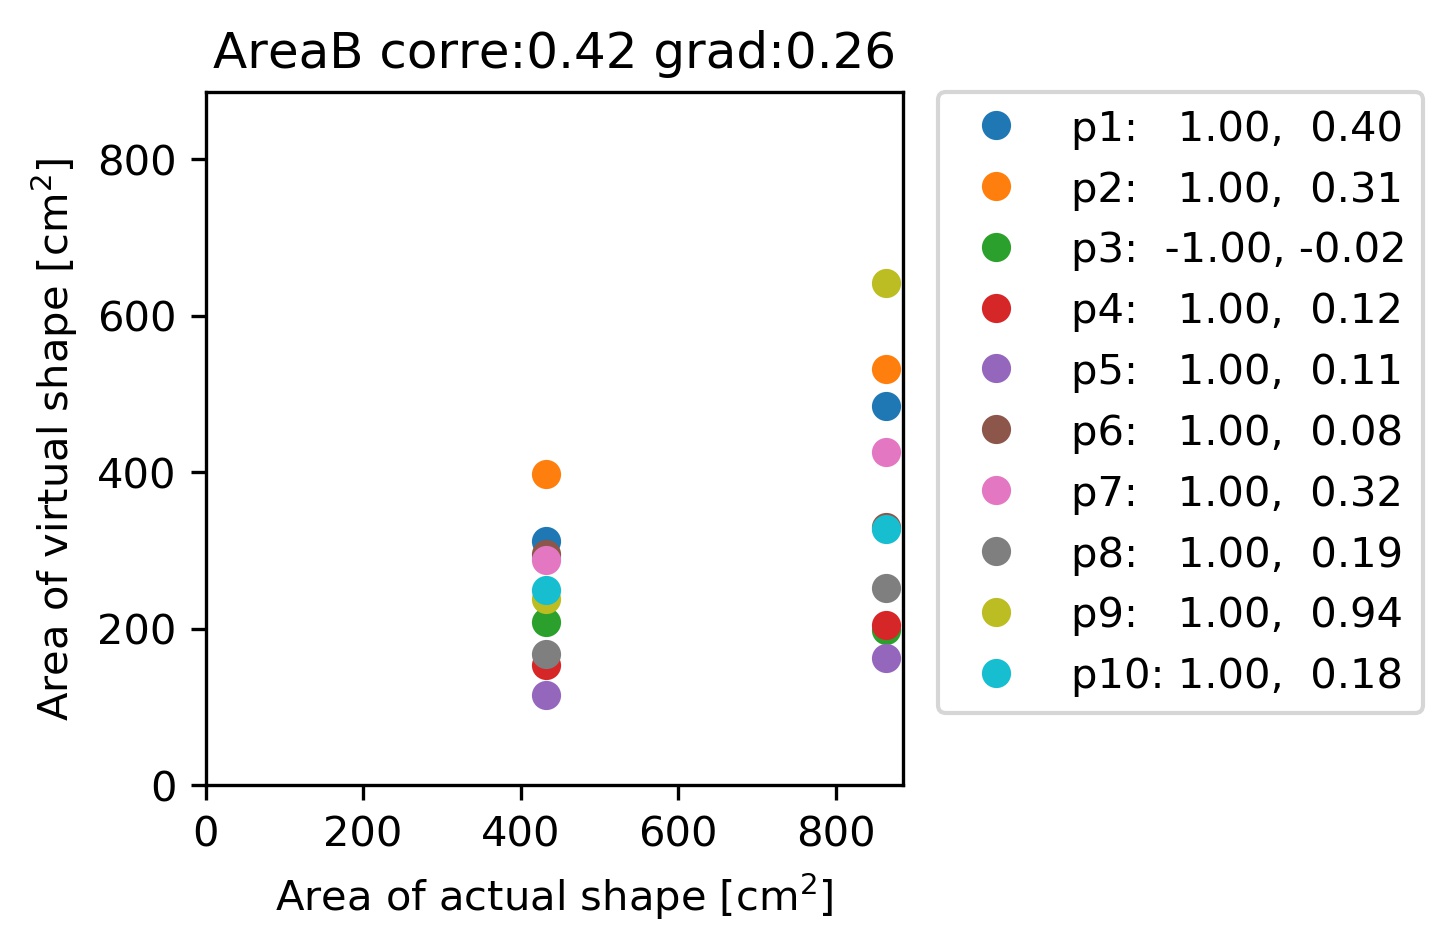 AreaB corre:0.42 grad:0.26
Area of virtual shape [cm²]
800
600
400
200
0
0 200 400 600 800
Area of actual shape [cm²]
p1: 1.00, 0.40
p2: 1.00, 0.31
p3: -1.00, -0.02
p4: 1.00, 0.12
p5: 1.00, 0.11
p6: 1.00, 0.08
p7: 1.00, 0.32
p8: 1.00, 0.19
p9: 1.00, 0.94
p10: 1.00, 0.18